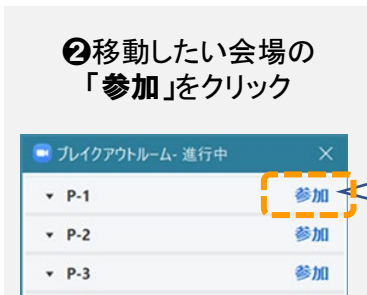 ❷移動したい会場の
「参加」をクリック
ブレイクアウトルーム- 進行中
P-1 参加
P-2 参加
P-3 参加